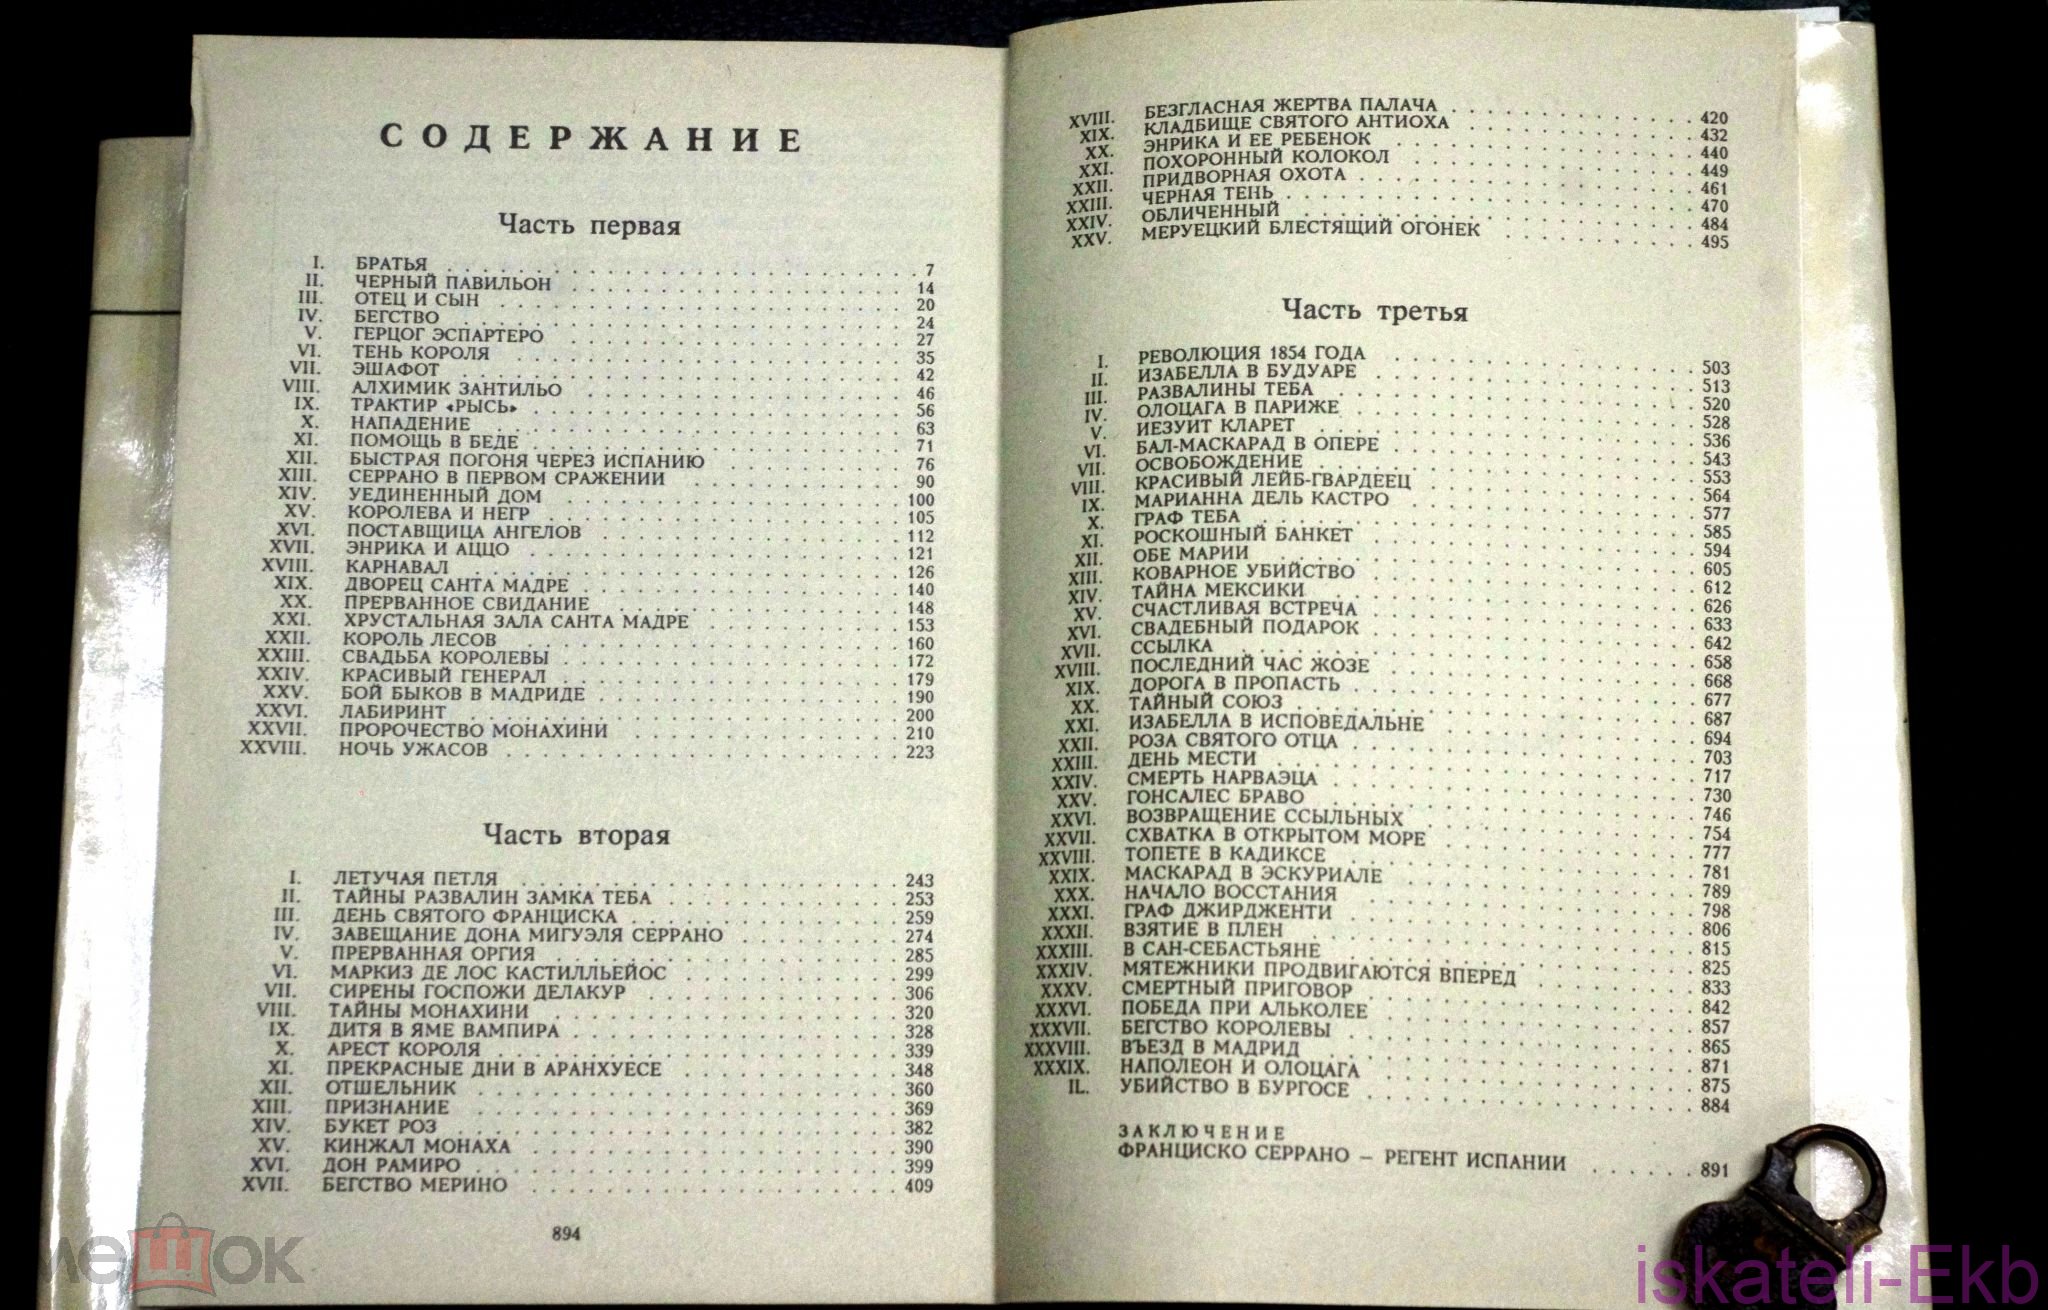 СОДЕРЖАНИЕ
Часть первая
I. БРАТЬЯ 7
II. ЧЕРНЫЙ ПАВИЛЬОН 14
III. ОТЕЦ И СЫН 20
IV. БЕГСТВО 24
V. ГЕРЦОГ ЭСПАРТЕРО 27
VI. ТЕНЬ КОРОЛЯ 35
VII. ЭШАФОТ 42
VIII. АЛХИМИК ЗАНТИЛЬО 46
IX. ТРАКТИР «РЫСЬ» 56
X. НАПАДЕНИЕ 63
XI. ПОМОЩЬ В БЕДЕ 71
XII. БЫСТРАЯ ПОГОНЯ ЧЕРЕЗ ИСПАНИЮ 76
XIII. СЕРРАНО В ПЕРВОМ СРАЖЕНИИ 90
XIV. УЕДИНЕННЫЙ ДОМ 100
XV. КОРОЛЕВА И НЕГР 105
XVI. ПОСТАВЩИЦА АНГЕЛОВ 112
XVII. ЭНРИКА И АЦЦО 121
XVIII. КАРНАВАЛ 126
XIX. ДВОРЕЦ САНТА МАДРЕ 140
XX. ПРЕРВАННОЕ СВИДАНИЕ 148
XXI. ХРУСТАЛЬНАЯ ЗАЛА САНТА МАДРЕ 153
XXII. КОРОЛЬ ЛЕСОВ 160
XXIII. СВАДЬБА КОРОЛЕВЫ 172
XXIV. КРАСИВЫЙ ГЕНЕРАЛ 179
XXV. БОЙ БЫКОВ В МАДРИДЕ 190
XXVI. ЛАБИРИНТ 200
XXVII. ПРОРОЧЕСТВО МОНАХИНИ 210
XXVIII. НОЧЬ УЖАСОВ 223
Часть вторая
I. ЛЕТУЧАЯ ПЕТЛЯ 243
II. ТАЙНЫ РАЗВАЛИН ЗАМКА ТЕБА 253
III. ДЕНЬ СВЯТОГО ФРАНЦИСКА 259
IV. ЗАВЕЩАНИЕ ДОНА МИГУЭЛЯ СЕРРАНО 274
V. ПРЕРВАННАЯ ОРГИЯ 285
VI. МАРКИЗ ДЕ ЛОС КАСТИЛЛЬЕЙОС 299
VII. СИРЕНЫ ГОСПОЖИ ДЕЛАКУР 306
VIII. ТАЙНЫ МОНАХИНИ 320
IX. ДИТЯ В ЯМЕ ВАМПИРА 328
X. АРЕСТ КОРОЛЯ 339
XI. ПРЕКРАСНЫЕ ДНИ В АРАНХУЕСЕ 348
XII. ОТШЕЛЬНИК 360
XIII. ПРИЗНАНИЕ 369
XIV. БУКЕТ РОЗ 382
XV. КИНЖАЛ МОНАХА 390
XVI. ДОН РАМИРО 399
XVII. БЕГСТВО МЕРИНО 409
894
XVIII. БЕЗГЛАСНАЯ ЖЕРТВА ПАЛАЧА 420
XIX. КЛАДБИЩЕ СВЯТОГО АНТИОХА 432
XX. ЭНРИКА И ЕЕ РЕБЕНОК 440
XXI. ПОХОРОННЫЙ КОЛОКОЛ 449
XXII. ПРИДВОРНАЯ ОХОТА 461
XXIII. ЧЕРНАЯ ТЕНЬ 470
XXIV. ОБЛИЧЕННЫЙ 484
XXV. МЕРУЕЦКИЙ БЛЕСТЯЩИЙ ОГОНЕК 495
Часть третья
I. РЕВОЛЮЦИЯ 1854 ГОДА 503
II. ИЗАБЕЛЛА В БУДУАРЕ 513
III. РАЗВАЛИНЫ ТЕБА 520
IV. ОЛОЦАГА В ПАРИЖЕ 528
V. ИЕЗУИТ КЛАРЕТ 536
VI. БАЛ-МАСКАРАД В ОПЕРЕ 543
VII. ОСВОБОЖДЕНИЕ 553
VIII. КРАСИВЫЙ ЛЕЙБ-ГВАРДЕЕЦ 564
IX. МАРИАННА ДЕЛЬ КАСТРО 577
X. ГРАФ ТЕБА 585
XI. РОСКОШНЫЙ БАНКЕТ 594
XII. ОБЕ МАРИИ 605
XIII. КОВАРНОЕ УБИЙСТВО 612
XIV. ТАЙНА МЕКСИКИ 626
XV. СЧАСТЛИВАЯ ВСТРЕЧА 633
XVI. СВАДЕБНЫЙ ПОДАРОК 642
XVII. ССЫЛКА 658
XVIII. ПОСЛЕДНИЙ ЧАС ЖОЗЕ 668
XIX. ДОРОГА В ПРОПАСТЬ 677
XX. ТАЙНЫЙ СОЮЗ 687
XXI. ИЗАБЕЛЛА В ИСПОВЕДАЛЬНЕ 694
XXII. РОЗА СВЯТОГО ОТЦА 703
XXIII. ДЕНЬ МЕСТИ 717
XXIV. СМЕРТЬ НАРВАЭЦА 730
XXV. ГОНСАЛЕС БРАВО 746
XXVI. ВОЗВРАЩЕНИЕ ССЫЛЬНЫХ 754
XXVII. СХВАТКА В ОТКРЫТОМ МОРЕ 777
XXVIII. ТОПЕТЕ В КАДИКСЕ 781
XXIX. МАСКАРАД В ЭСКУРИАЛЕ 789
XXX. НАЧАЛО ВОССТАНИЯ 798
XXXI. ГРАФ ДЖИРДЖЕНТИ 806
XXXII. ВЗЯТИЕ В ПЛЕН 815
XXXIII. В САН-СЕБАСТЬЯНЕ 825
XXXIV. МЯТЕЖНИКИ ПРОДВИГАЮТСЯ ВПЕРЕД 833
XXXV. СМЕРТНЫЙ ПРИГОВОР 842
XXXVI. ПОБЕДА ПРИ АЛЬКОЛЕЕ 857
XXXVII. БЕГСТВО КОРОЛЕВЫ 865
XXXVIII. ВЪЕЗД В МАДРИД 871
XXXIX. НАПОЛЕОН И ОЛОЦАГА 875
IL. УБИЙСТВО В БУРГОСЕ 884
ЗАКЛЮЧЕНИЕ
ФРАНЦИСКО СЕРРАНО — РЕГЕНТ ИСПАНИИ 891
мешок
iskateli-Ekb